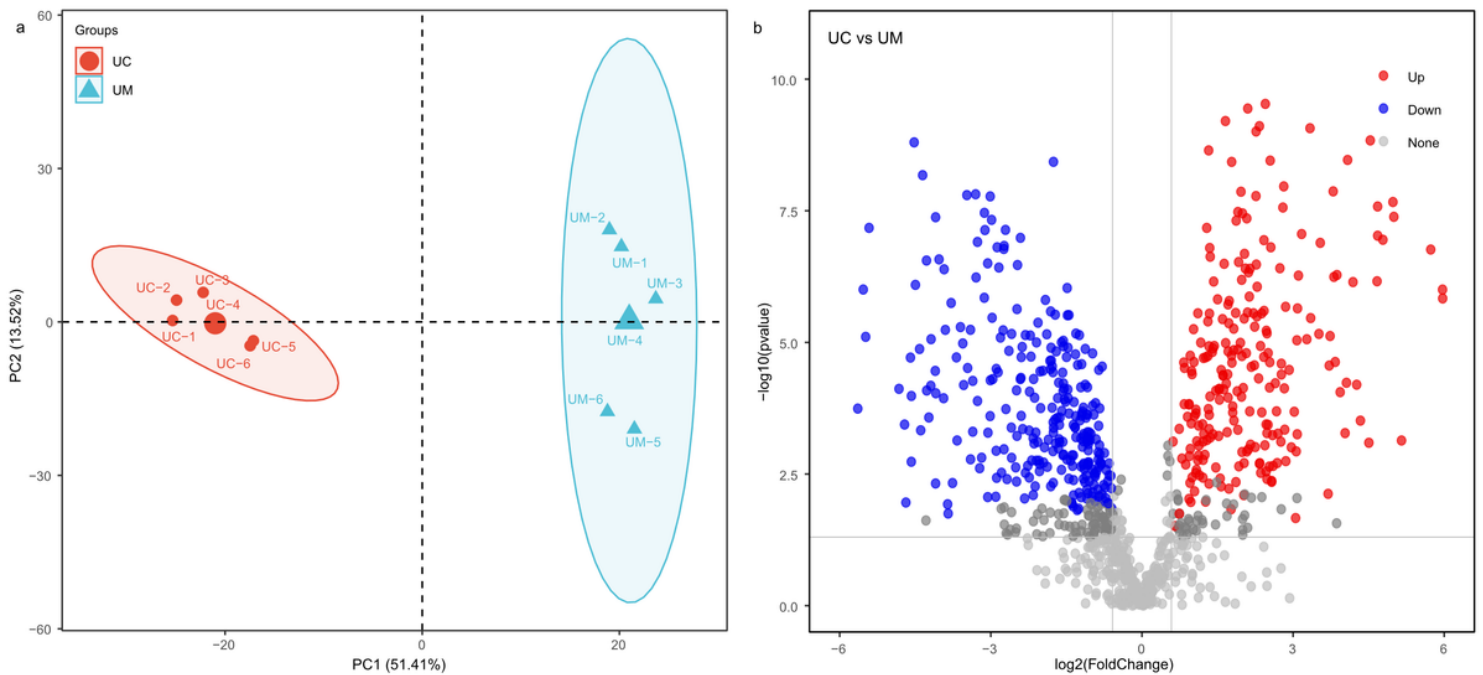 a
Groups
UC
UM
60
30
0
−30
−60
PC2 (13.52%)
−20
0
20
PC1 (51.41%)
UC−2
UC−3
UC−4
UC−1
UC−5
UC−6
UM−2
UM−1
UM−3
UM−4
UM−6
UM−5
b
UC vs UM
Up
Down
None
10.0
7.5
5.0
2.5
0.0
−log10(pvalue)
−6
−3
0
3
6
log2(FoldChange)